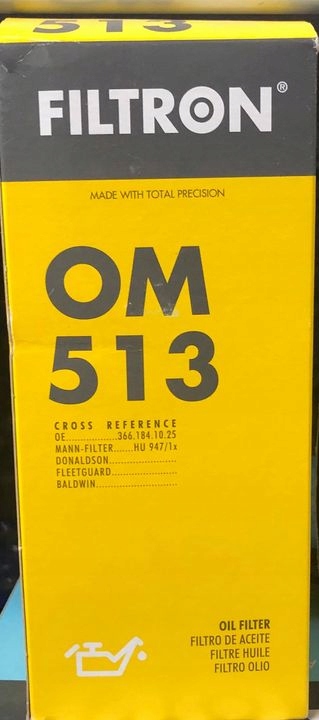 513
FILTRON®
MADE WITH TOTAL PRECISION
OM
513
CROSS REFERENCE
OE..................366.184.10.25
MANN-FILTER.......HU 947/1x
DONALDSON........................
FLEETGUARD.......................
BALDWIN............................
OIL FILTER
FILTRO DE ACEITE
FILTRE HUILE
FILTRO OLIO